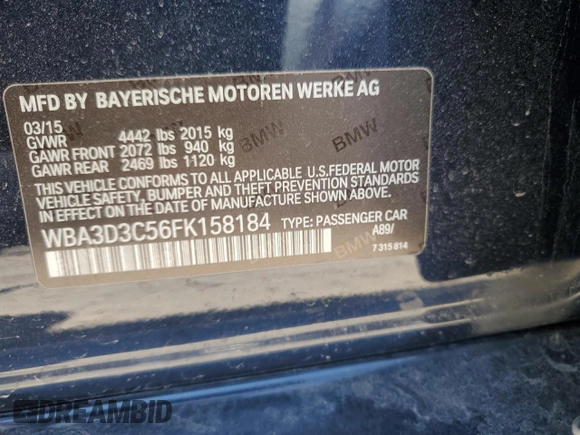 MFD BY BAYERISCHE MOTOREN WERKE AG
03/15
GVWR 4442 lbs 2015 kg
GAWR FRONT 2072 lbs 940 kg
GAWR REAR 2469 lbs 1120 kg
THIS VEHICLE CONFORMS TO ALL APPLICABLE U.S.FEDERAL MOTOR
VEHICLE SAFETY, BUMPER, AND THEFT PREVENTION STANDARDS
IN EFFECT ON THE DATE OF MANUFACTURE SHOWN ABOVE.
WBA3D3C56FK158184 TYPE: PASSENGER CAR
A89/
7 315 814
BMW
BMW
BMW
BMW
BMW
DREAMBID